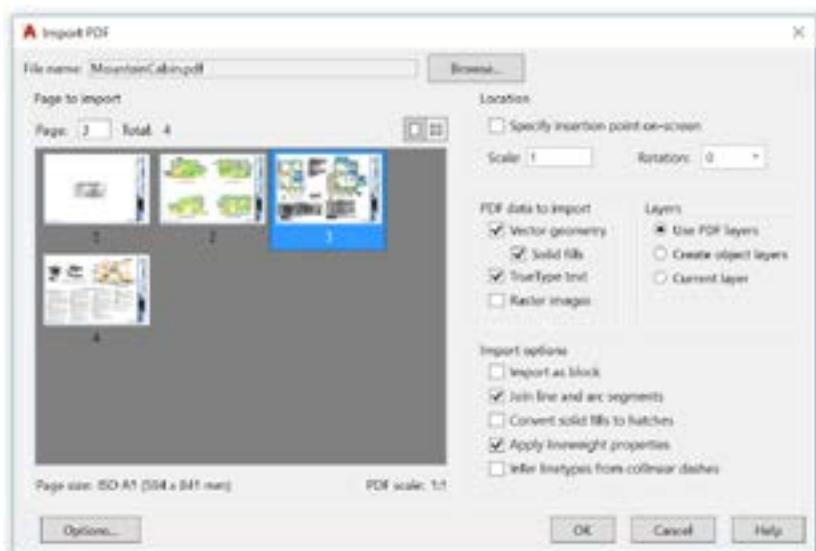 Import PDF
File name: MountainCabin.pdf Browse...
Page to import
Page: 3 Total: 4
1 2 3
4
Page size: ISO A1 (594 x 841 mm) PDF scale: 1:1
Location
Specify insertion point on-screen
Scale: 1 Rotation: 0
PDF data to import
Vector geometry
Solid fills
TrueType text
Raster images
Layers
Use PDF layers
Create object layers
Current layer
Import options
Import as block
Join line and arc segments
Convert solid fills to hatches
Apply lineweight properties
Infer linetypes from collinear dashes
Options... OK Cancel Help